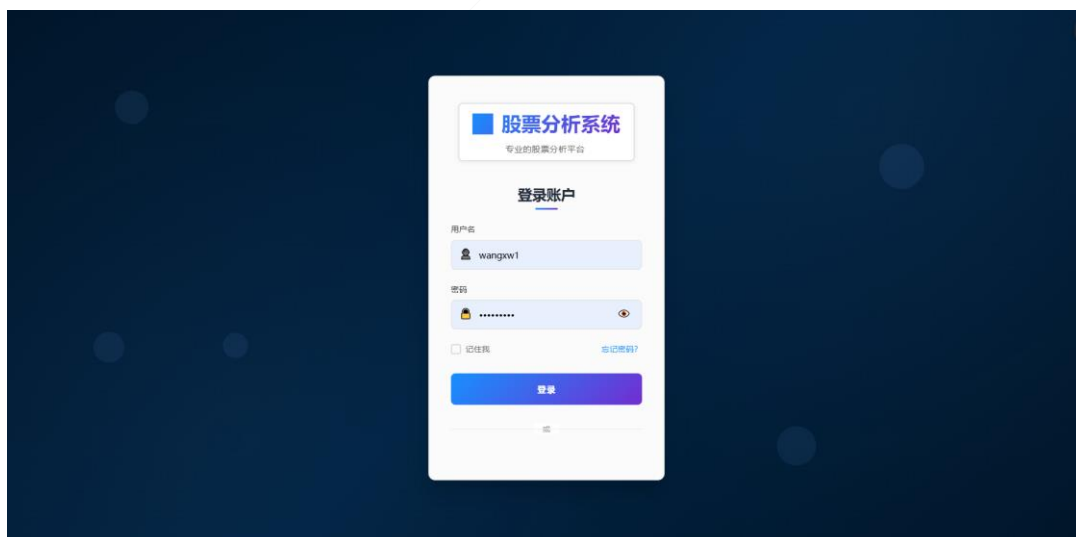 股票分析系统
专业的股票分析平台
登录账户
用户名
wangxw1
密码
•••••••••
记住我 忘记密码?
登录
或